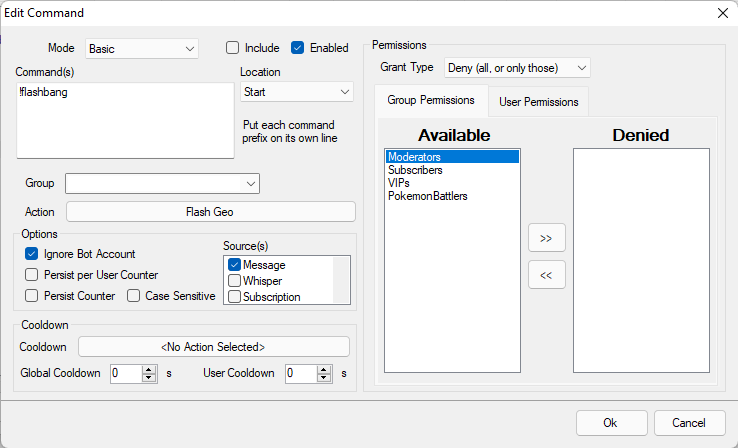 Edit Command
Mode
Basic
Include
Enabled
Command(s)
Location
!flashbang
Start
Put each command
prefix on its own line
Group
Action
Flash Geo
Options
Ignore Bot Account
Persist per User Counter
Persist Counter
Case Sensitive
Source(s)
Message
Whisper
Subscription
Cooldown
Cooldown
<No Action Selected>
Global Cooldown
0
s
User Cooldown
0
s
Permissions
Grant Type
Deny (all, or only those)
Group Permissions
User Permissions
Available
Denied
Moderators
Subscribers
VIPs
PokemonBattlers
>>
<<
Ok
Cancel